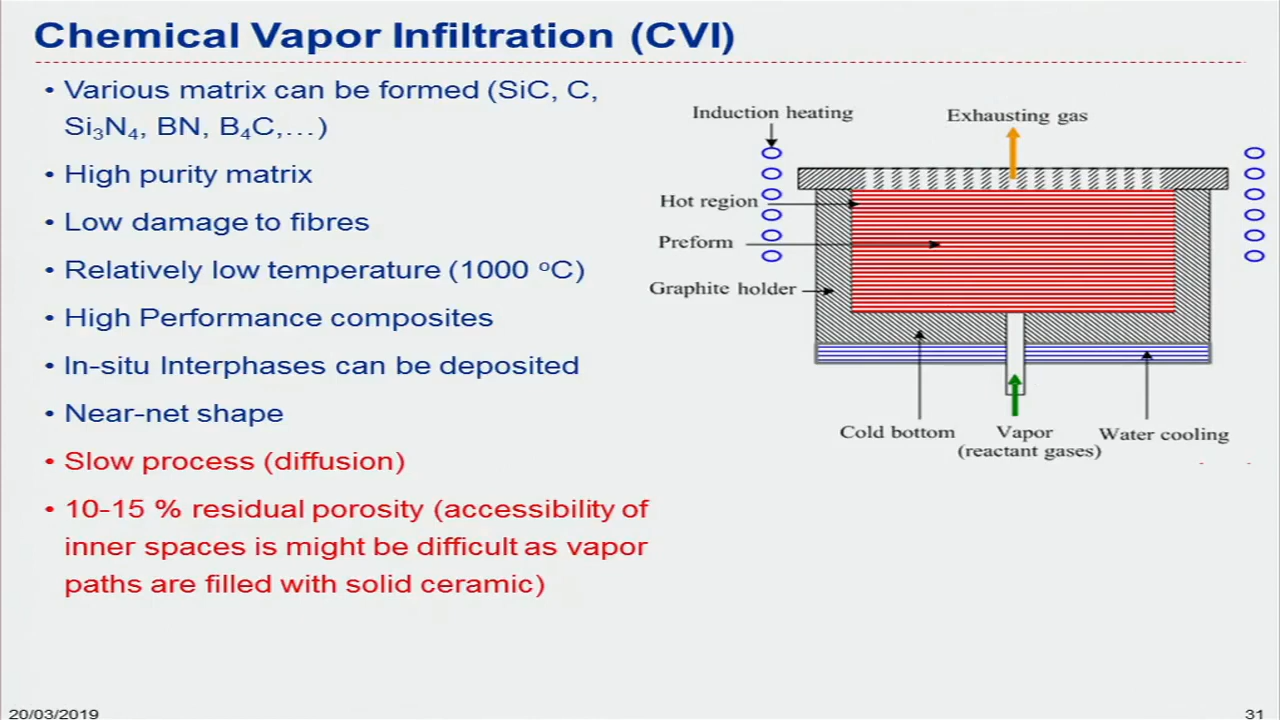 Chemical Vapor Infiltration (CVI)
• Various matrix can be formed (SiC, C,
Si₃N₄, BN, B₄C,…)
• High purity matrix
• Low damage to fibres
• Relatively low temperature (1000 ᵒC)
• High Performance composites
• In-situ Interphases can be deposited
• Near-net shape
• Slow process (diffusion)
• 10-15 % residual porosity (accessibility of
inner spaces is might be difficult as vapor
paths are filled with solid ceramic)
Induction heating
Exhausting gas
Hot region
Preform
Graphite holder
Cold bottom
Vapor
(reactant gases)
Water cooling
20/03/2019
31